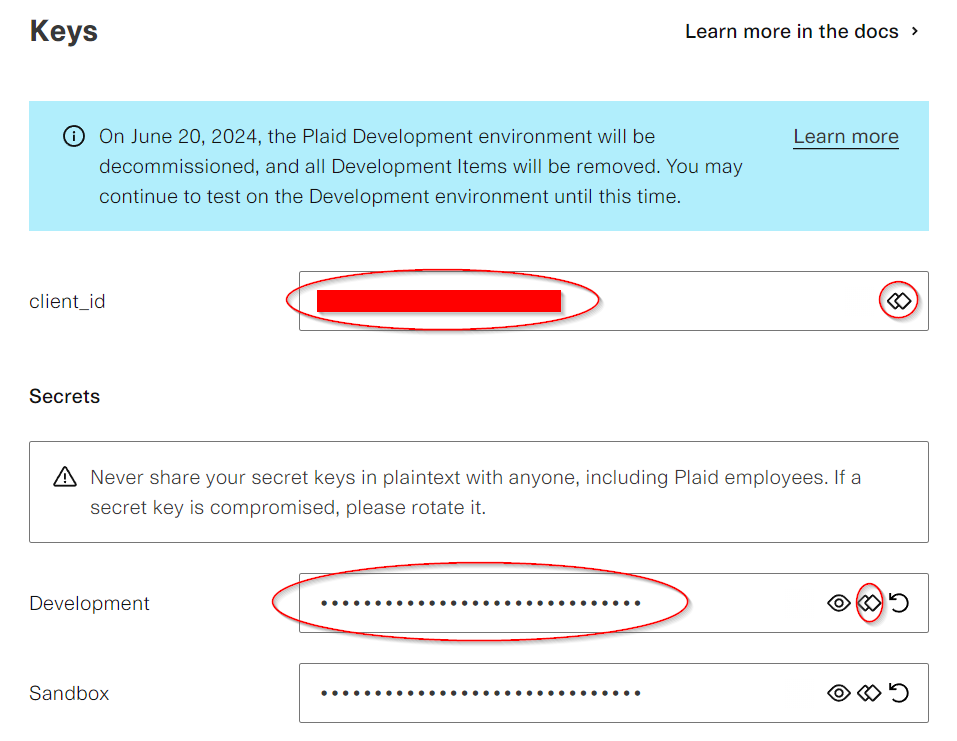 Keys
Learn more in the docs
On June 20, 2024, the Plaid Development environment will be
Learn more
decommissioned, and all Development Items will be removed. You may
continue to test on the Development environment until this time.
client_id
Secrets
Never share your secret keys in plaintext with anyone, including Plaid employees. If a
secret key is compromised, please rotate it.
Development
Sandbox